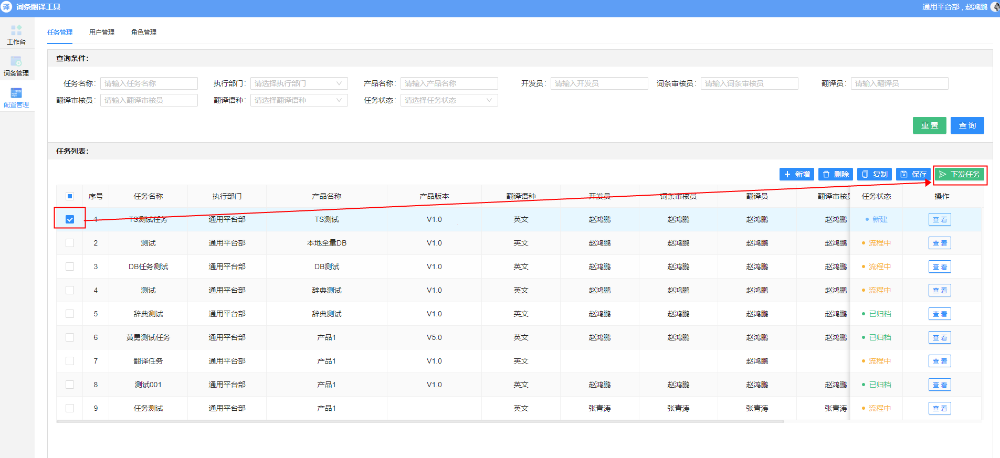 译 词条翻译工具 通用平台部 , 赵鸿鹏
工作台
词条管理
配置管理
任务管理 用户管理 角色管理
查询条件：
任务名称： 请输入任务名称 执行部门： 请选择执行部门 产品名称： 请输入产品名称 开发员： 请输入开发员 词条审核员： 请输入词条审核员 翻译员： 请输入翻译员
翻译审核员： 请输入翻译审核员 翻译语种： 请选择翻译语种 任务状态： 请选择任务状态
重 置 查 询
任务列表：
新增 删除 复制 保存 下发任务
序号 任务名称 执行部门 产品名称 产品版本 翻译语种 开发员 词条审核员 翻译员 翻译审核员 任务状态 操作
1 TS测试任务 通用平台部 TS测试 V1.0 英文 赵鸿鹏 赵鸿鹏 赵鸿鹏 赵鸿鹏 新建 查 看
2 测试 通用平台部 本地全量DB V1.0 英文 赵鸿鹏 赵鸿鹏 赵鸿鹏 赵鸿鹏 流程中 查 看
3 DB任务测试 通用平台部 DB测试 V1.0 英文 赵鸿鹏 赵鸿鹏 赵鸿鹏 赵鸿鹏 流程中 查 看
4 测试 通用平台部 辞典测试 V1.0 英文 赵鸿鹏 赵鸿鹏 赵鸿鹏 赵鸿鹏 流程中 查 看
5 辞典测试 通用平台部 辞典测试 V1.0 英文 赵鸿鹏 赵鸿鹏 赵鸿鹏 赵鸿鹏 已归档 查 看
6 黄勇测试任务 通用平台部 产品1 V5.0 英文 赵鸿鹏 赵鸿鹏 赵鸿鹏 赵鸿鹏 已归档 查 看
7 翻译任务 通用平台部 产品1 V1.0 英文 赵鸿鹏 流程中 查 看
8 测试001 通用平台部 产品1 V1.0 英文 赵鸿鹏 赵鸿鹏 赵鸿鹏 赵鸿鹏 已归档 查 看
9 任务测试 通用平台部 产品1 英文 张青涛 张青涛 张青涛 张青涛 流程中 查 看